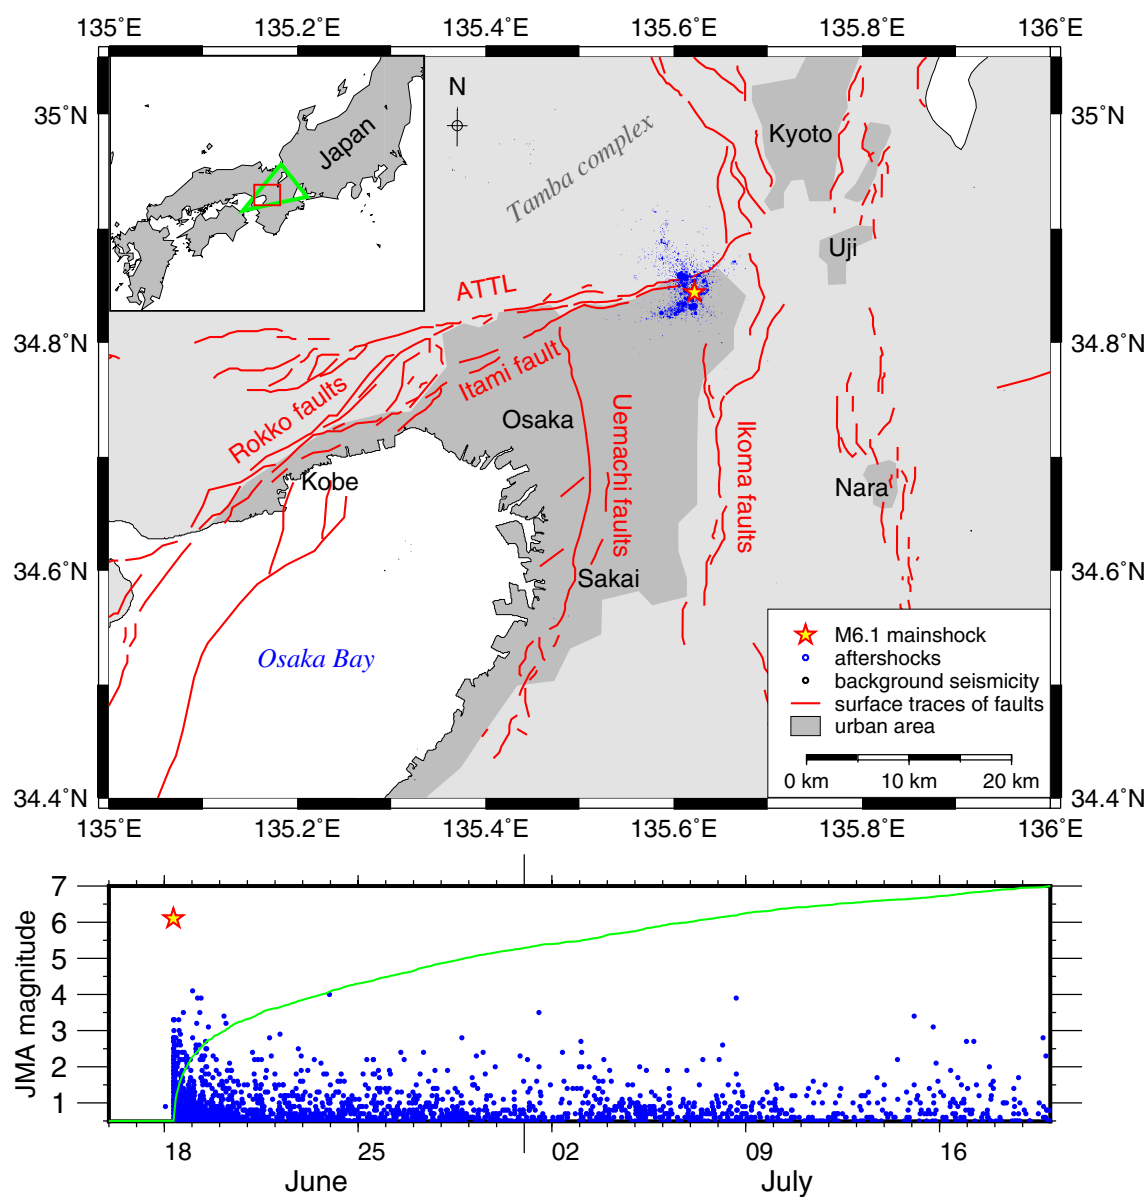 135˚E 135.2˚E 135.4˚E 135.6˚E 135.8˚E 136˚E
35˚N
35˚N
N
Japan
Kyoto
Tamba complex
Uji
ATTL
34.8˚N
34.8˚N
Itami fault
Rokko faults
Osaka
Uemachi faults
Ikoma faults
Kobe
Nara
34.6˚N
34.6˚N
Sakai
Osaka Bay
M6.1 mainshock
aftershocks
background seismicity
surface traces of faults
urban area
0 km 10 km 20 km
34.4˚N
34.4˚N
135˚E 135.2˚E 135.4˚E 135.6˚E 135.8˚E 136˚E
JMA magnitude
7
6
5
4
3
2
1
18 25 02 09 16
June July